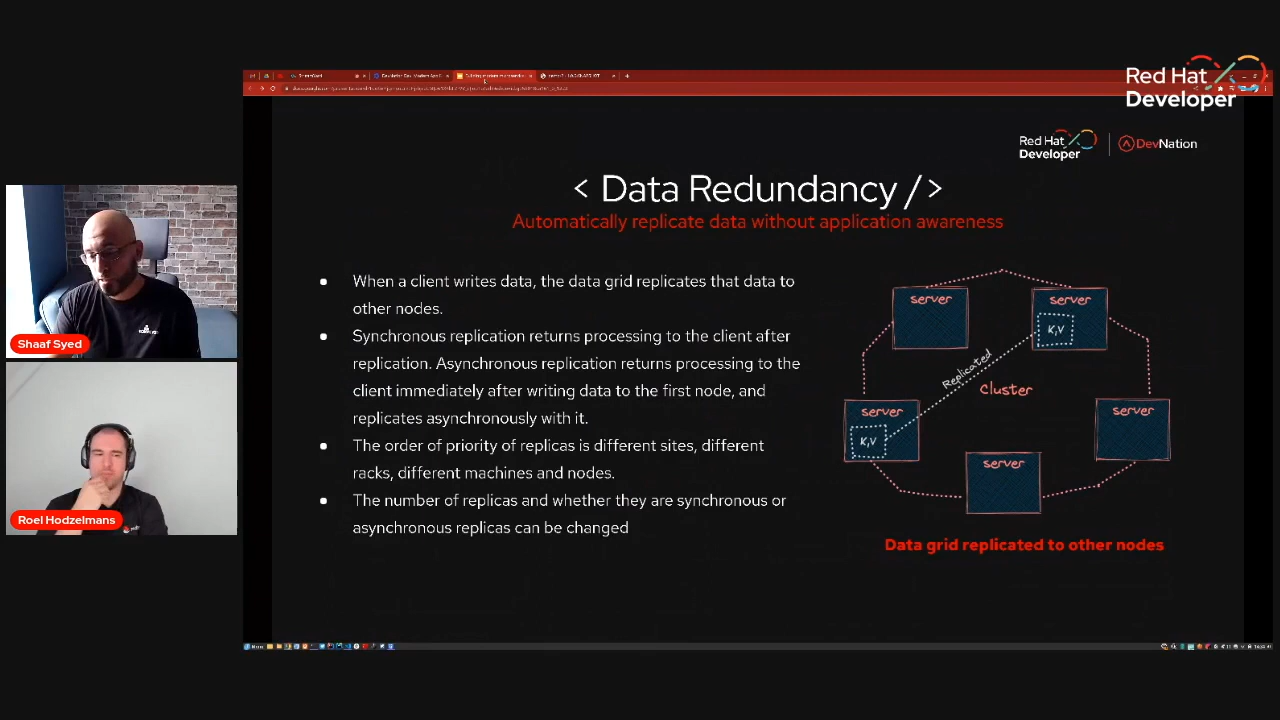 Red Hat
Developer
Red Hat
Developer
DevNation
< Data Redundancy />
Automatically replicate data without application awareness
When a client writes data, the data grid replicates that data to
other nodes.
Synchronous replication returns processing to the client after
replication. Asynchronous replication returns processing to the
client immediately after writing data to the first node, and
replicates asynchronously with it.
The order of priority of replicas is different sites, different
racks, different machines and nodes.
The number of replicas and whether they are synchronous or
asynchronous replicas can be changed
server
server
K,V
Replicated
Cluster
server
K,V
server
server
Data grid replicated to other nodes
Shaaf Syed
Roel Hodzelmans